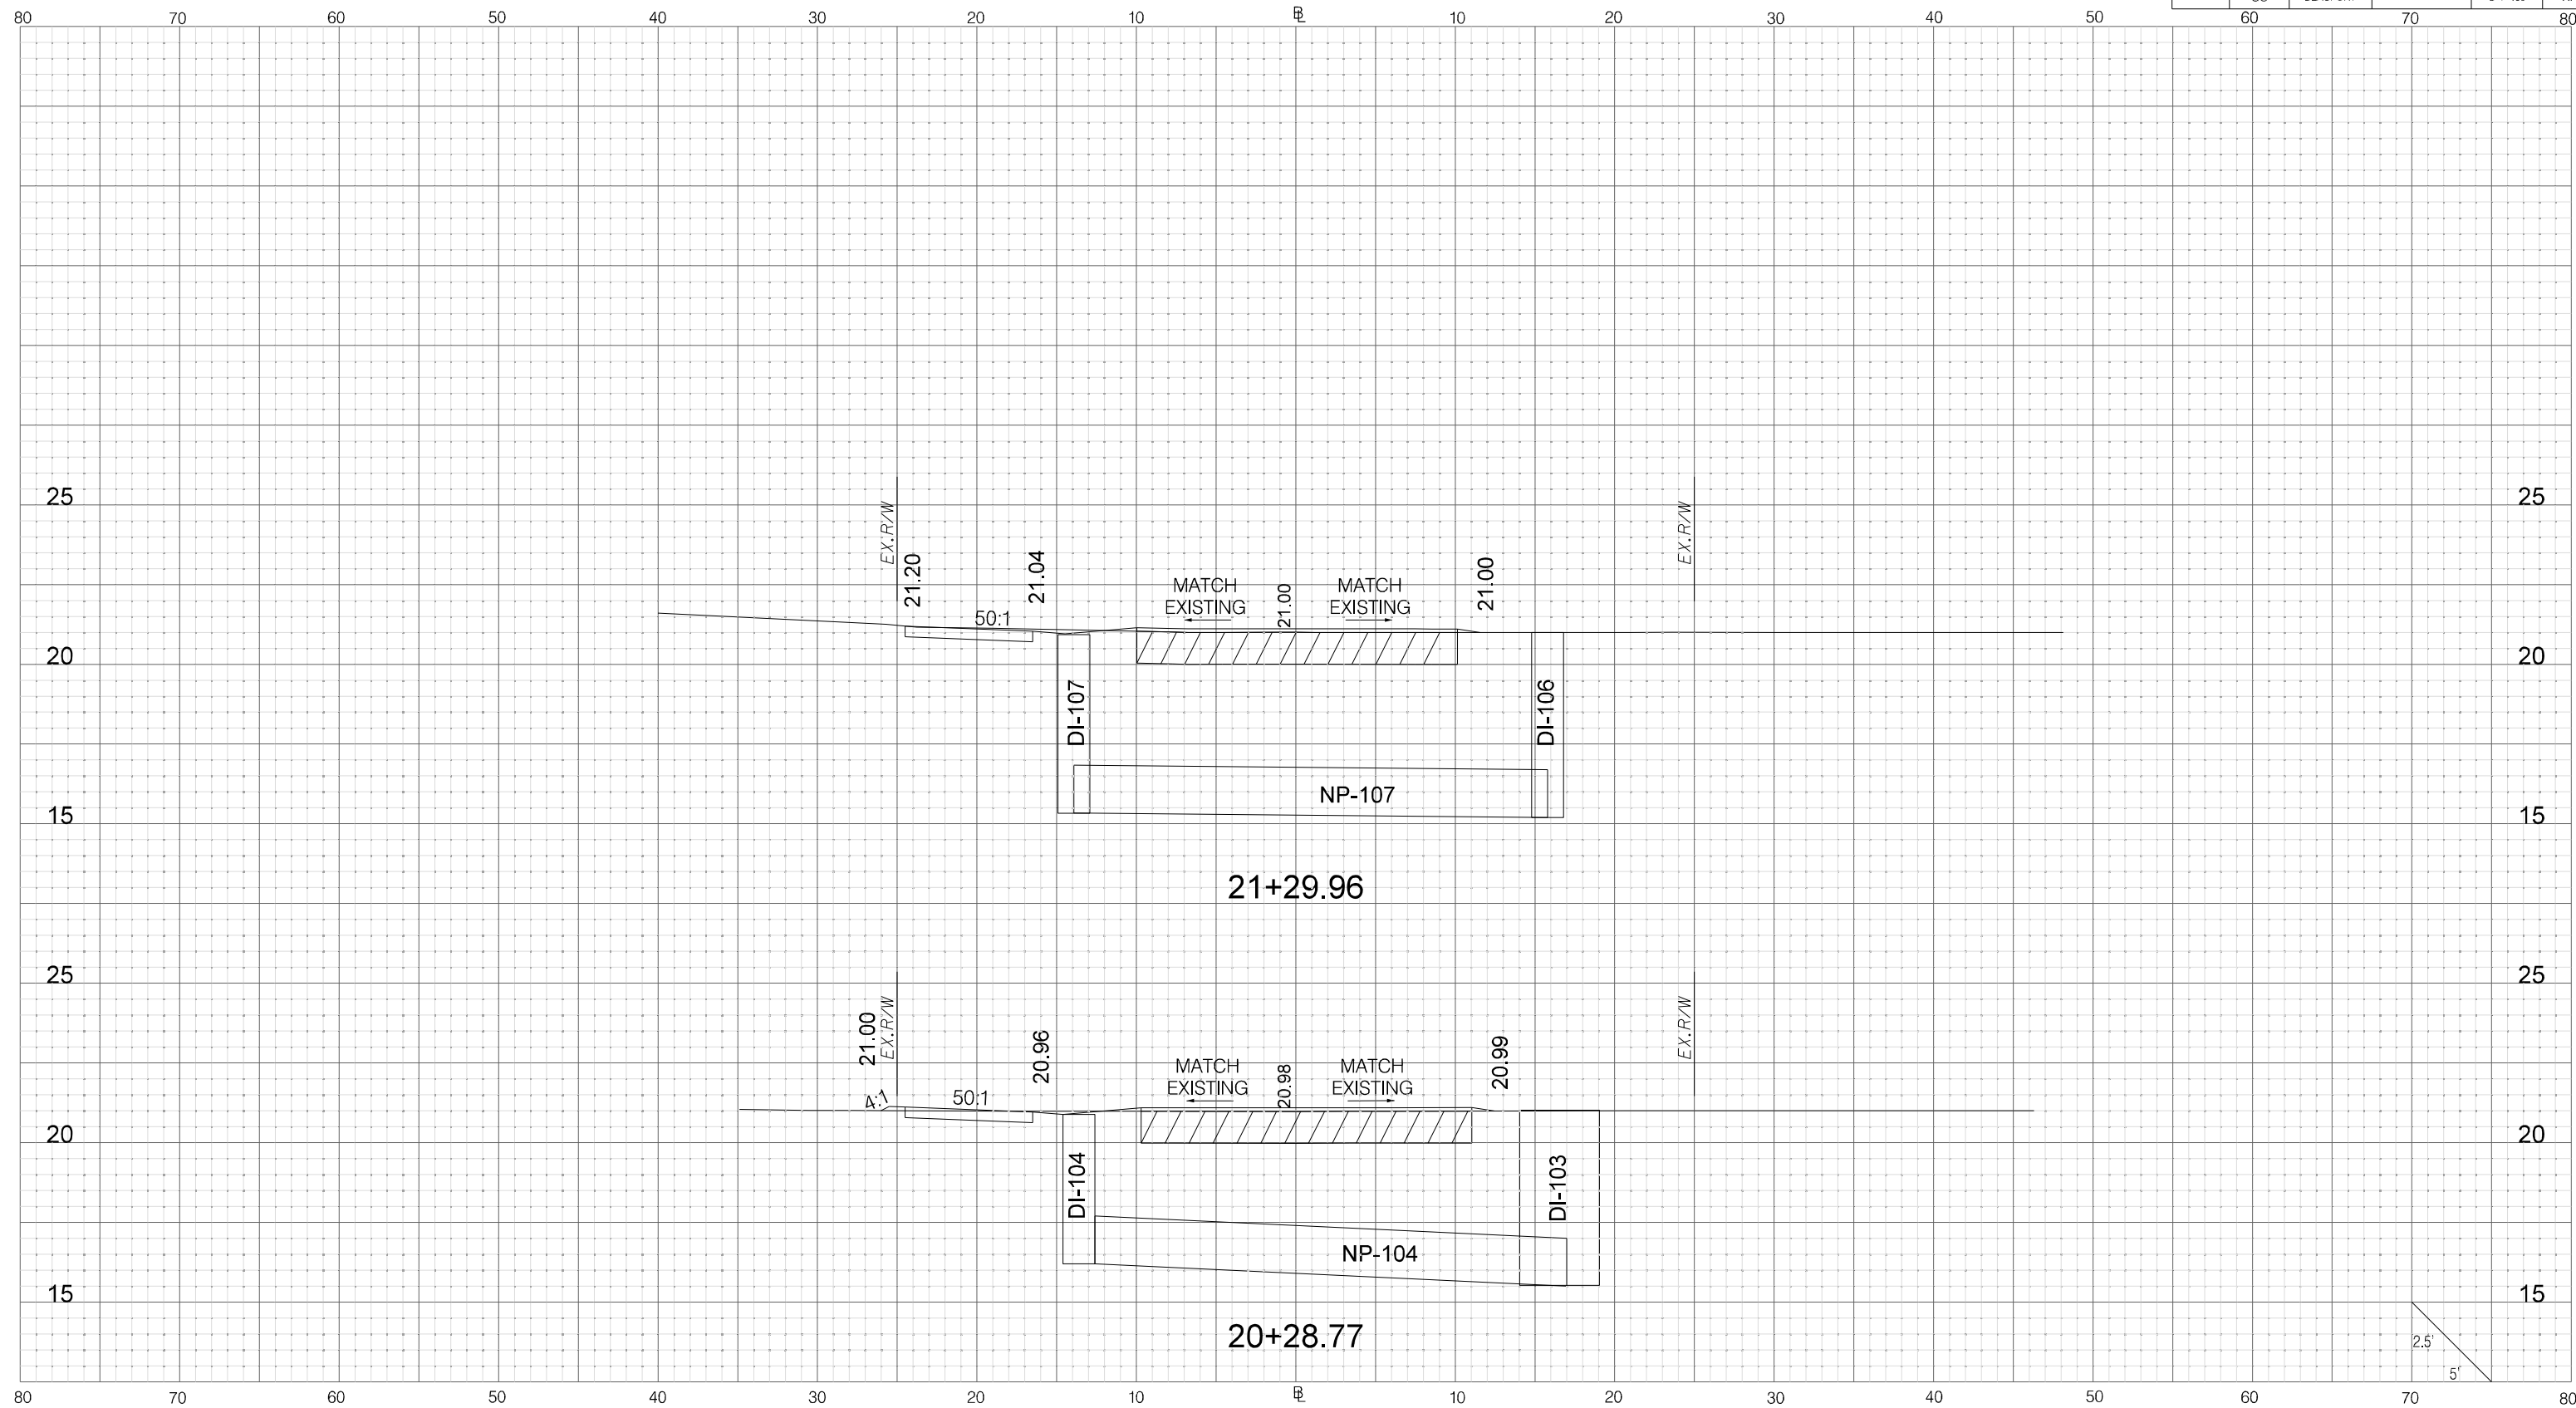 80 70 60 50 40 30 20 10 BL 10 20 30 40 50 60 70 80
25 25
EX. R/W EX. R/W
21.20 21.04 21.00 21.00
MATCH EXISTING MATCH EXISTING
50:1
20 20
DI-107 DI-106
NP-107
15 15
21+29.96
25 25
21.00 EX. R/W EX. R/W
20.96 20.98 20.99
MATCH EXISTING MATCH EXISTING
4:1 50:1
20 20
DI-104 DI-103
NP-104
15 15
20+28.77
2.5'
5'
80 70 60 50 40 30 20 10 BL 10 20 30 40 50 60 70 80